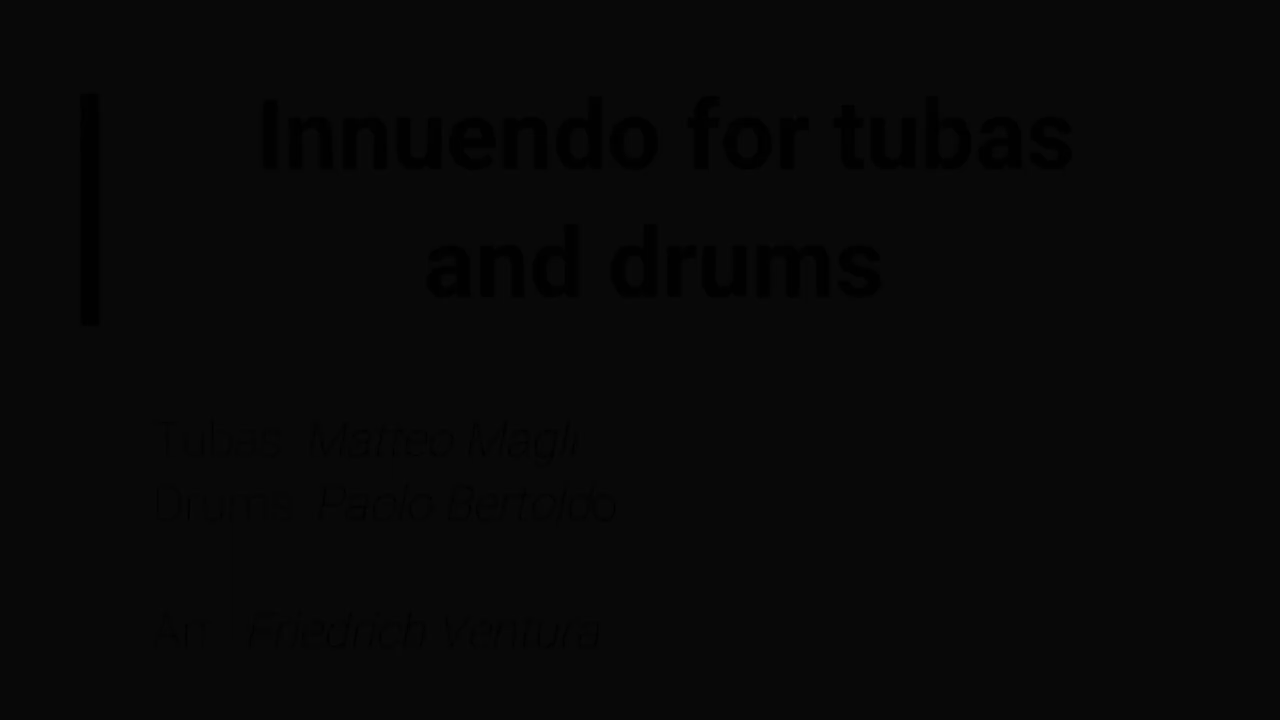 Innuendo for tubas
and drums
Tubas Matteo Magli
Drums Paolo Bertoldo
Arr. Friedrich Ventura